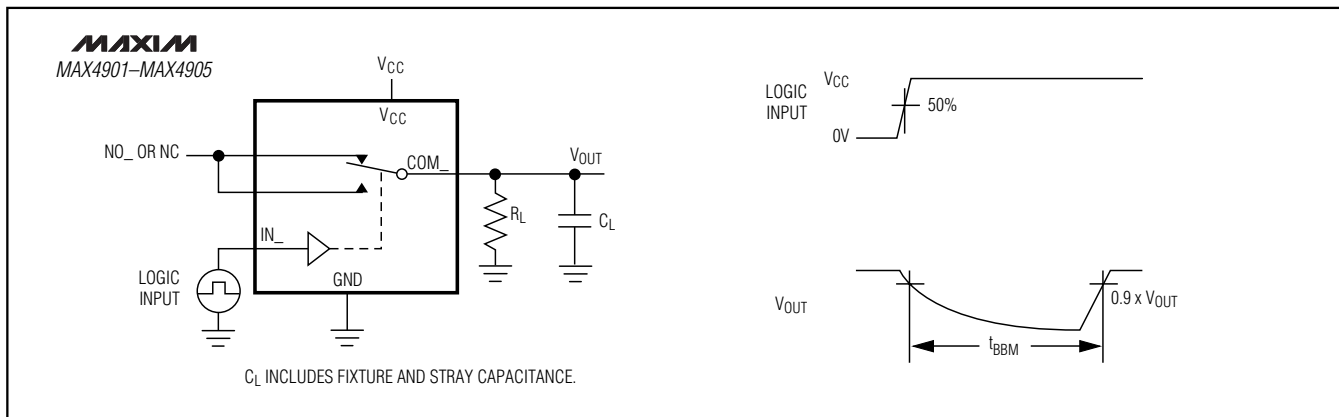 MAXIM
MAX4901–MAX4905
VCC
VCC
NO_ OR NC
COM_
VOUT
RL
CL
IN_
LOGIC
INPUT
GND
CL INCLUDES FIXTURE AND STRAY CAPACITANCE.
LOGIC
INPUT
VCC
50%
0V
VOUT
0.9 x VOUT
tBBM